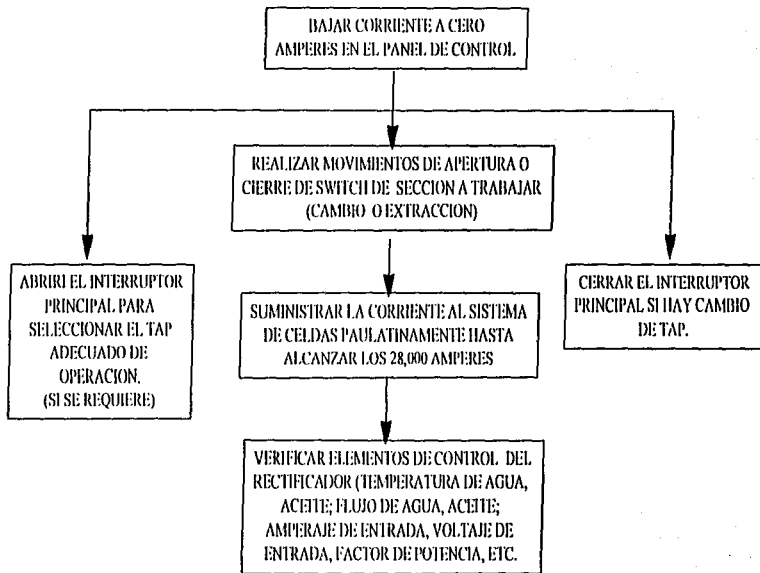 BAJAR CORRIENTE A CERO
AMPERES EN EL PANEL DE CONTROL
REALIZAR MOVIMIENTOS DE APERTURA O
CIERRE DE SWITCH DE SECCION A TRABAJAR
(CAMBIO O EXTRACCION)
ABRIRI EL INTERRUPTOR
PRINCIPAL PARA
SELECCIONAR EL TAP
ADECUADO DE
OPERACION.
(SI SE REQUIERE)
SUMINISTRAR LA CORRIENTE AL SISTEMA
DE CELDAS PAULATINAMENTE HASTA
ALCANZAR LOS 28,000 AMPERES
CERRAR EL INTERRUPTOR
PRINCIPAL SI HAY CAMBIO
DE TAP.
VERIFICAR ELEMENTOS DE CONTROL DEL
RECTIFICADOR (TEMPERATURA DE AGUA,
ACEITE; FLUJO DE AGUA, ACEITE;
AMPERAJE DE ENTRADA, VOLTAJE DE
ENTRADA, FACTOR DE POTENCIA, ETC.